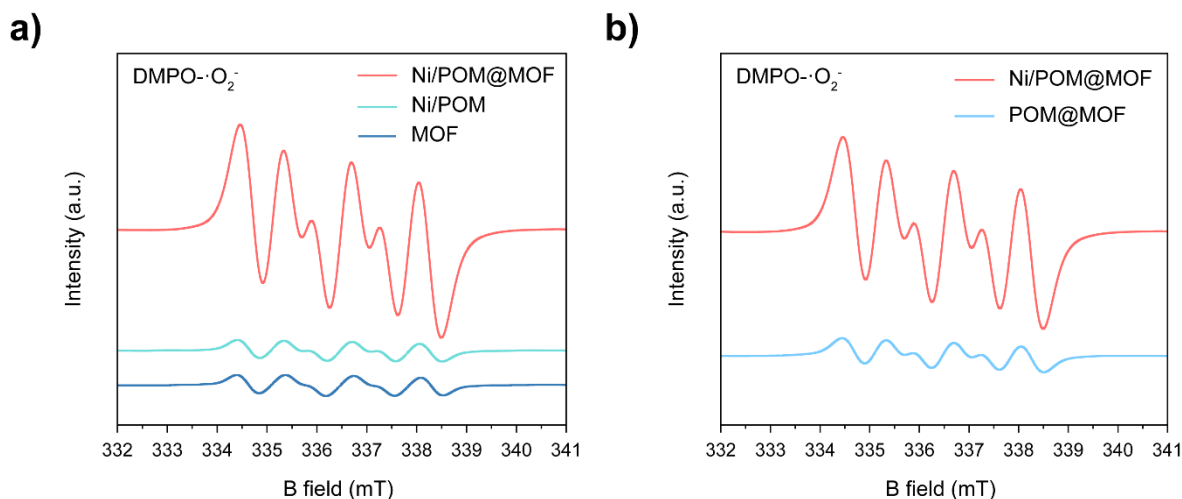 a)
DMPO-·O₂⁻
Ni/POM@MOF
Ni/POM
MOF
Intensity (a.u.)
332 333 334 335 336 337 338 339 340 341
B field (mT)
b)
DMPO-·O₂⁻
Ni/POM@MOF
POM@MOF
Intensity (a.u.)
332 333 334 335 336 337 338 339 340 341
B field (mT)